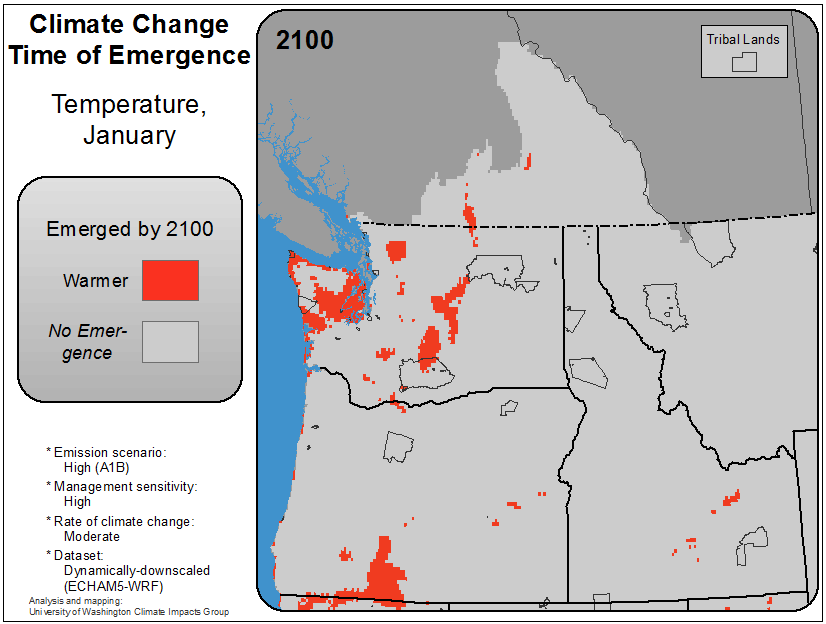 Climate Change
Time of Emergence
Temperature,
January
Emerged by 2100
Warmer
No Emer-
gence
* Emission scenario:
High (A1B)
* Management sensitivity:
High
* Rate of climate change:
Moderate
* Dataset:
Dynamically-downscaled
(ECHAM5-WRF)
Analysis and mapping:
University of Washington Climate Impacts Group
2100
Tribal Lands